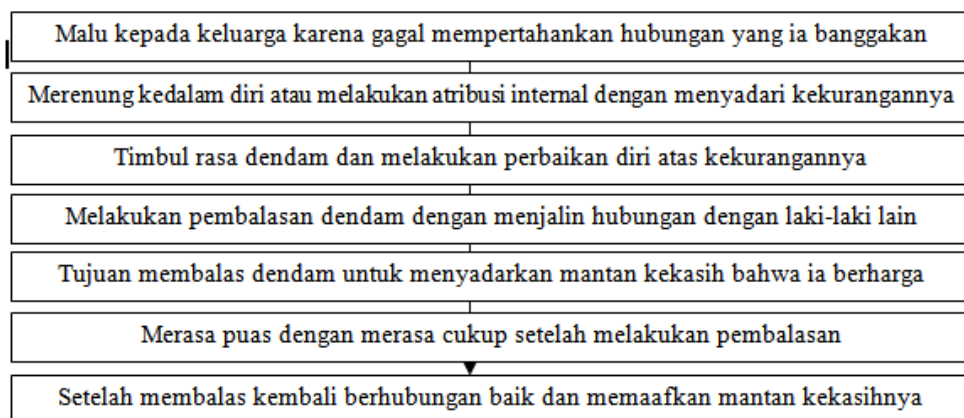 Malu kepada keluarga karena gagal mempertahankan hubungan yang ia banggakan
Merenung kedalam diri atau melakukan atribusi internal dengan menyadari kekurangannya
Timbul rasa dendam dan melakukan perbaikan diri atas kekurangannya
Melakukan pembalasan dendam dengan menjalin hubungan dengan laki-laki lain
Tujuan membalas dendam untuk menyadarkan mantan kekasih bahwa ia berharga
Merasa puas dengan merasa cukup setelah melakukan pembalasan
Setelah membalas kembali berhubungan baik dan memaafkan mantan kekasihnya